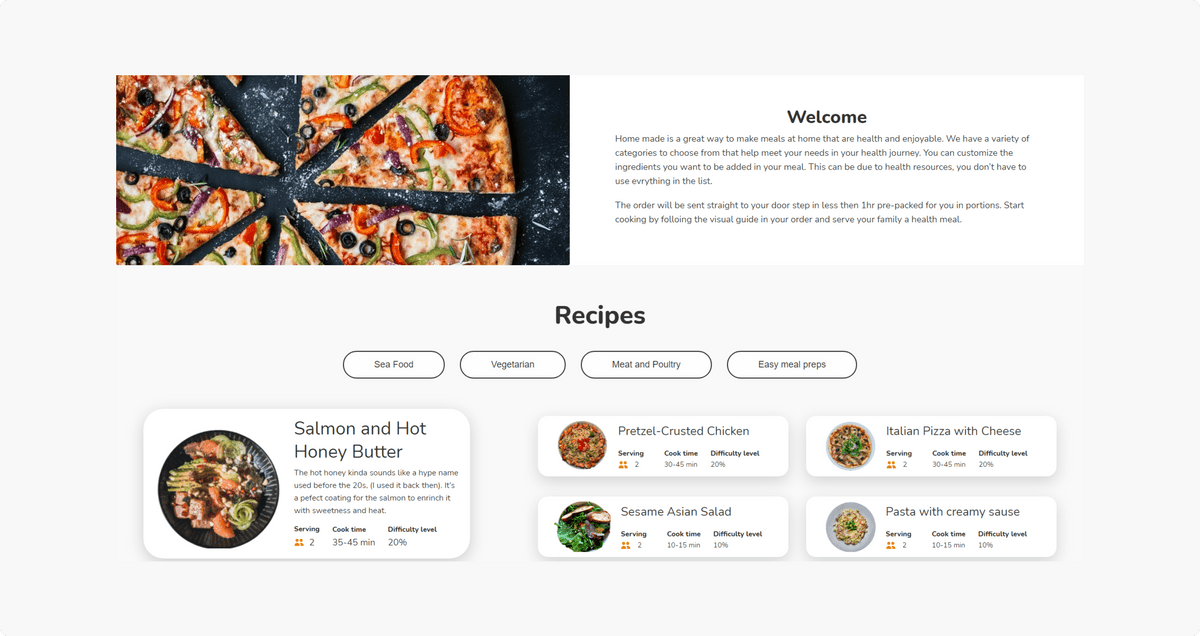 Welcome
Home made is a great way to make meals at home that are health and enjoyable. We have a variety of
categories to choose from that help meet your needs in your health journey. You can customize the
ingredients you want to be added in your meal. This can be due to health resources, you don't have to
use evrything in the list.
The order will be sent straight to your door step in less then 1hr pre-packed for you in portions. Start
cooking by folloing the visual guide in your order and serve your family a health meal.
Recipes
Sea Food
Vegetarian
Meat and Poultry
Easy meal preps
Salmon and Hot
Honey Butter
The hot honey kinda sounds like a hype name
used before the 20s, (I used it back then). It's
a pefect coating for the salmon to enrinch it
with sweetness and heat.
Serving Cook time Difficulty level
2 35-45 min 20%
Pretzel-Crusted Chicken
Serving Cook time Difficulty level
2 30-45 min 20%
Italian Pizza with Cheese
Serving Cook time Difficulty level
2 30-45 min 20%
Sesame Asian Salad
Serving Cook time Difficulty level
2 10-15 min 10%
Pasta with creamy sause
Serving Cook time Difficulty level
2 10-15 min 10%